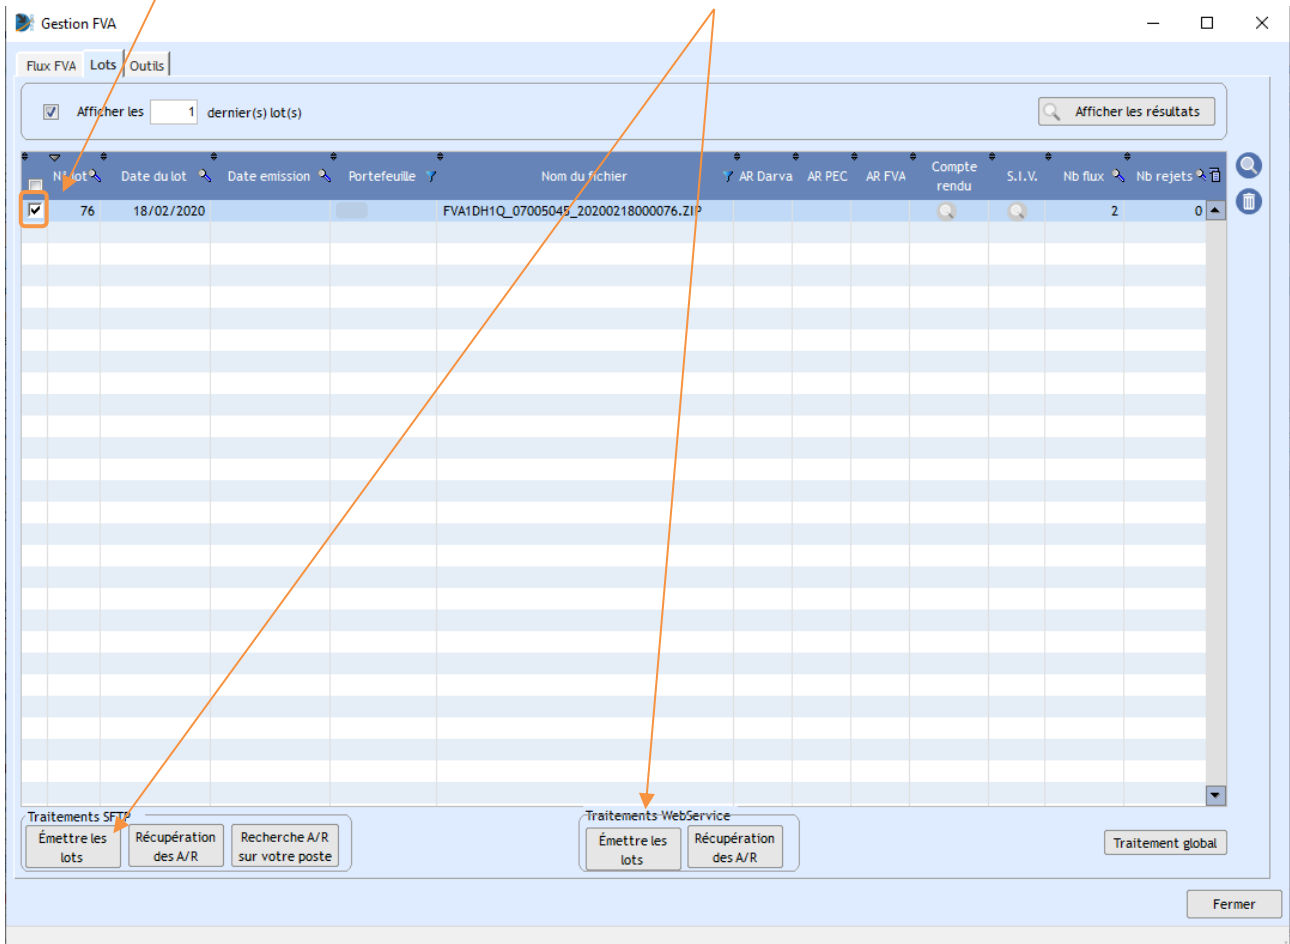 Gestion FVA
Flux FVA Lots Outils
Afficher les 1 dernier(s) lot(s)
Afficher les résultats
N° lot Date du lot Date emission Portefeuille Nom du fichier AR Darva AR PEC AR FVA Compte rendu S.I.V. Nb flux Nb rejets
76 18/02/2020 FVA1DH1Q_07005045_20200218000076.ZIP 2 0
Traitements SFTP
Émettre les lots
Récupération des A/R
Recherche A/R sur votre poste
Traitements WebService
Émettre les lots
Récupération des A/R
Traitement global
Fermer